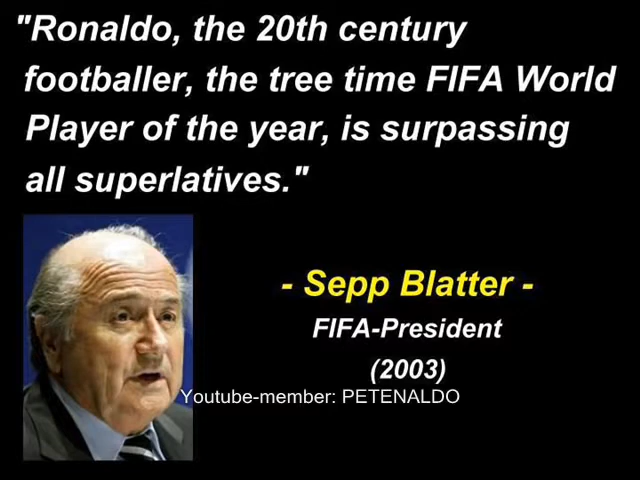 "Ronaldo, the 20th century
footballer, the tree time FIFA World
Player of the year, is surpassing
all superlatives."
- Sepp Blatter -
FIFA-President
(2003)
Youtube-member: PETENALDO